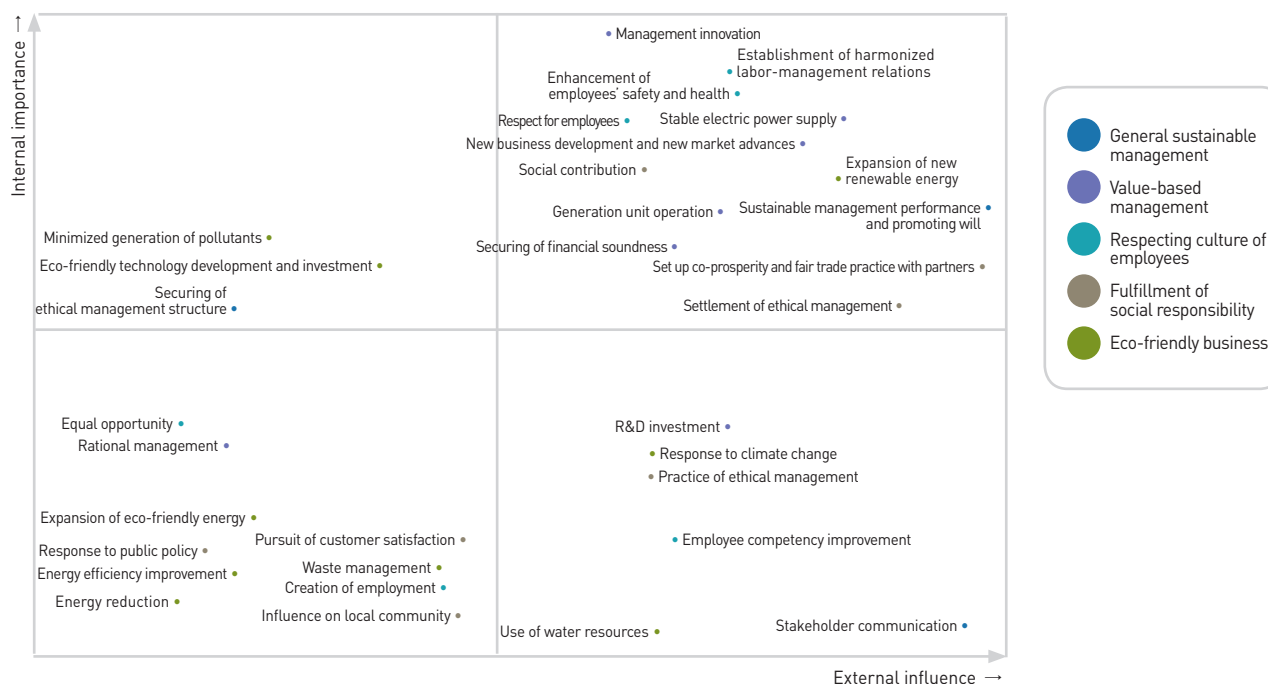 Internal importance →
Management innovation
Establishment of harmonized
labor-management relations
Enhancement of
employees' safety and health
Respect for employees
Stable electric power supply
New business development and new market advances
Social contribution
Expansion of new
renewable energy
Generation unit operation
Sustainable management performance
and promoting will
Securing of financial soundness
Set up co-prosperity and fair trade practice with partners
Settlement of ethical management
Minimized generation of pollutants
Eco-friendly technology development and investment
Securing of
ethical management structure
Equal opportunity
Rational management
Expansion of eco-friendly energy
Response to public policy
Energy efficiency improvement
Energy reduction
Pursuit of customer satisfaction
Waste management
Creation of employment
Influence on local community
R&D investment
Response to climate change
Practice of ethical management
Employee competency improvement
Use of water resources
Stakeholder communication
External influence →
General sustainable
management
Value-based
management
Respecting culture of
employees
Fulfillment of
social responsibility
Eco-friendly business